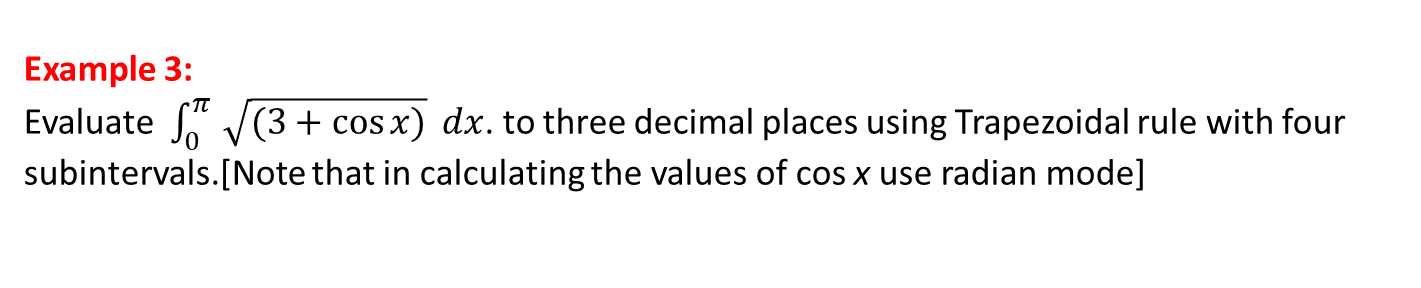 Example 3:
Evaluate ∫₀^π √(3 + cos x) dx. to three decimal places using Trapezoidal rule with four
subintervals.[Note that in calculating the values of cos x use radian mode]